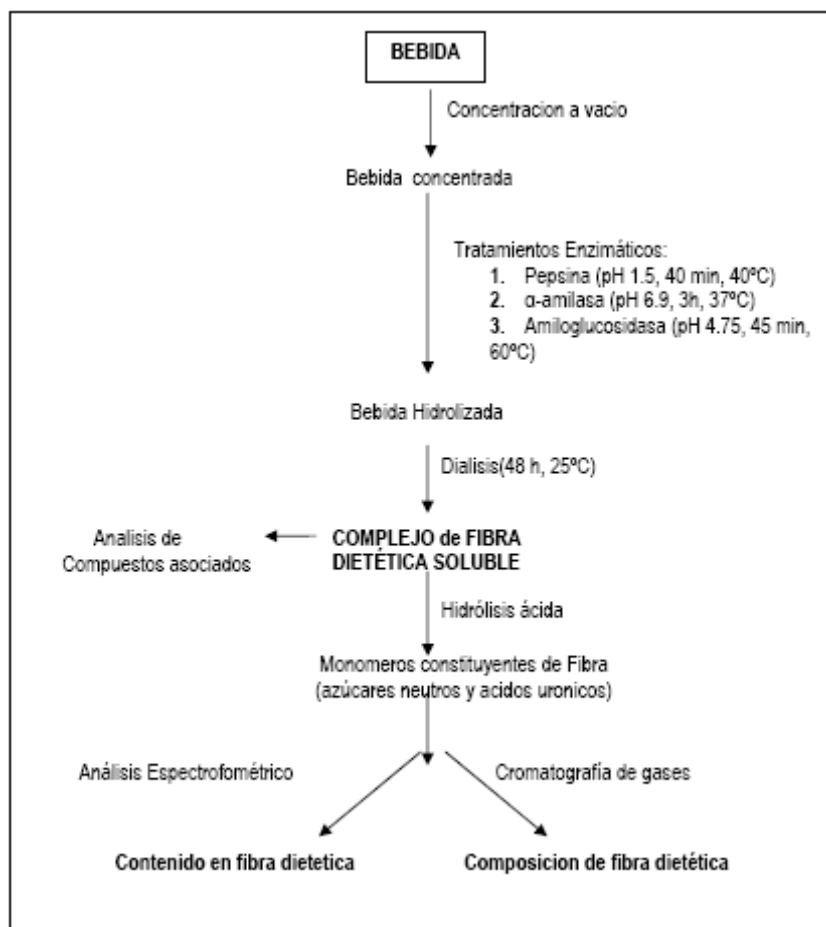 BEBIDA
Concentracion a vacio
Bebida concentrada
Tratamientos Enzimáticos:
1. Pepsina (pH 1.5, 40 min, 40ºC)
2. α-amilasa (pH 6.9, 3h, 37ºC)
3. Amiloglucosidasa (pH 4.75, 45 min,
60ºC)
Bebida Hidrolizada
Dialisis(48 h, 25ºC)
Analisis de
Compuestos asociados
COMPLEJO de FIBRA
DIETÉTICA SOLUBLE
Hidrólisis ácida
Monomeros constituyentes de Fibra
(azúcares neutros y acidos uronicos)
Análisis Espectrofométrico
Cromatografía de gases
Contenido en fibra dietetica
Composicion de fibra dietética